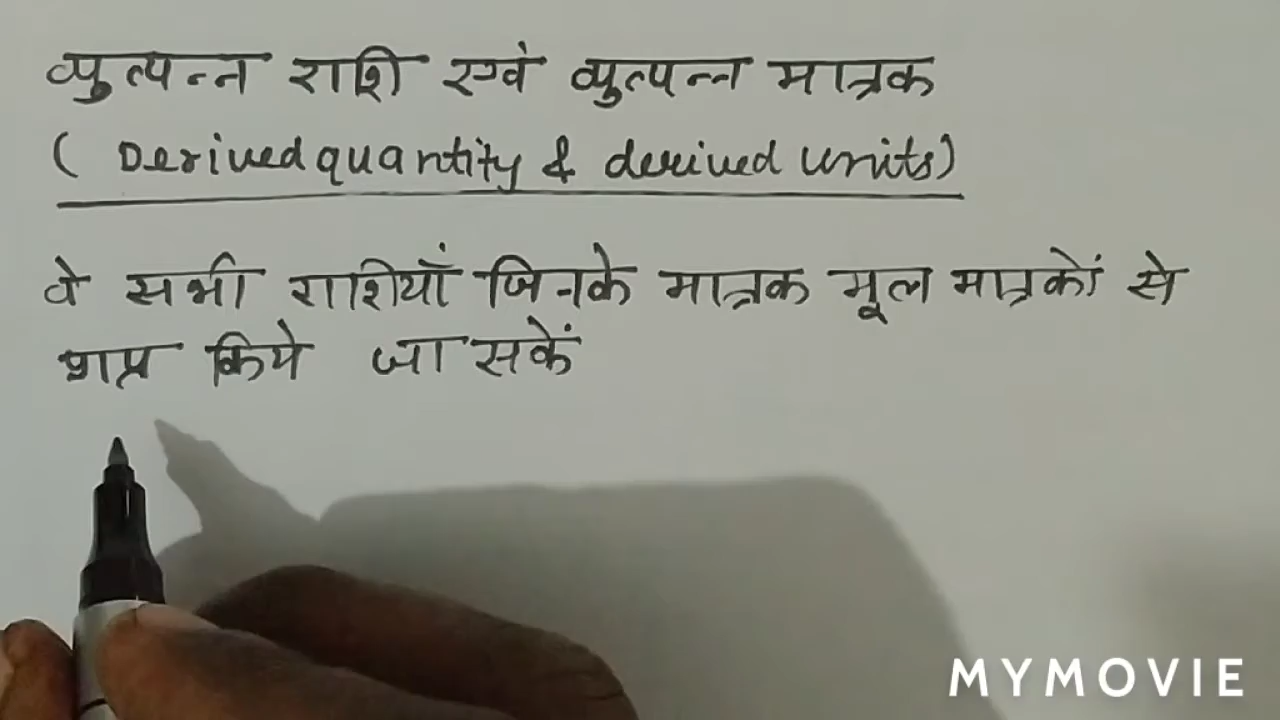 व्युत्पन्न राशि एवं व्युत्पन्न मात्रक
( Derived quantity & derived units)
वे सभी राशियाँ जिनके मात्रक मूल मात्रकों से
प्राप्त किये जा सकें
MYMOVIE